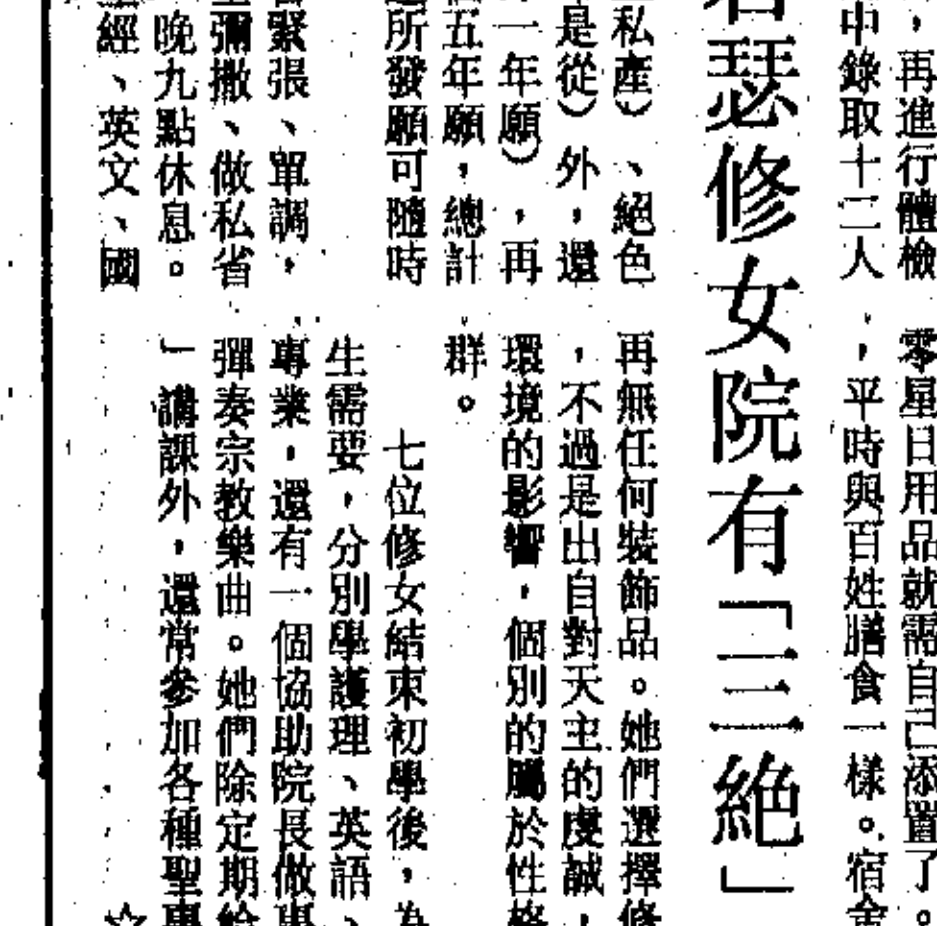 ，再進行體檢
中錄取十二人
零星日用品就需自己添置了。
，平時與百姓膳食一樣。宿舍
若瑟修女院有「三絕」
私產）、絕色
是從）外，還
一年願），再
五年願，總計
所發願可隨時
緊張、單調，
彌撒、做私省
晚九點休息。
經、英文、國
再無任何裝飾品。她們選擇修
，不過是出自對天主的虔誠，
環境的影響，個別的屬於性格
群。
七位修女結束初學後，為
生需要，分別學護理、英語、
專業，還有一個協助院長做事
彈奏宗教樂曲。她們除定期給
」講課外，還常參加各種聖事
☆